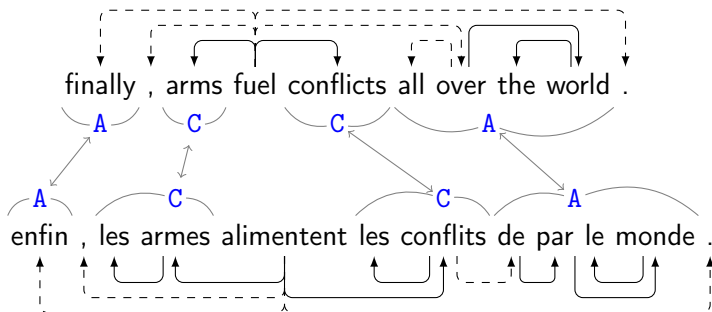 finally , arms fuel conflicts all over the world .
A C C A
A C C A
enfin , les armes alimentent les conflits de par le monde .